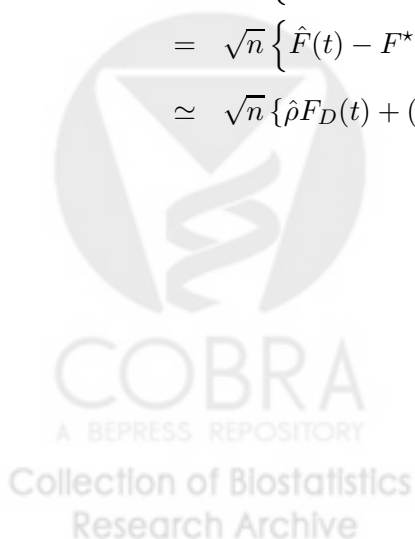 = √n { F̂(t) − F⋆
≃ √n {ρ̂F_D(t) + (
COBRA
A BEPRESS REPOSITORY
Collection of Biostatistics
Research Archive